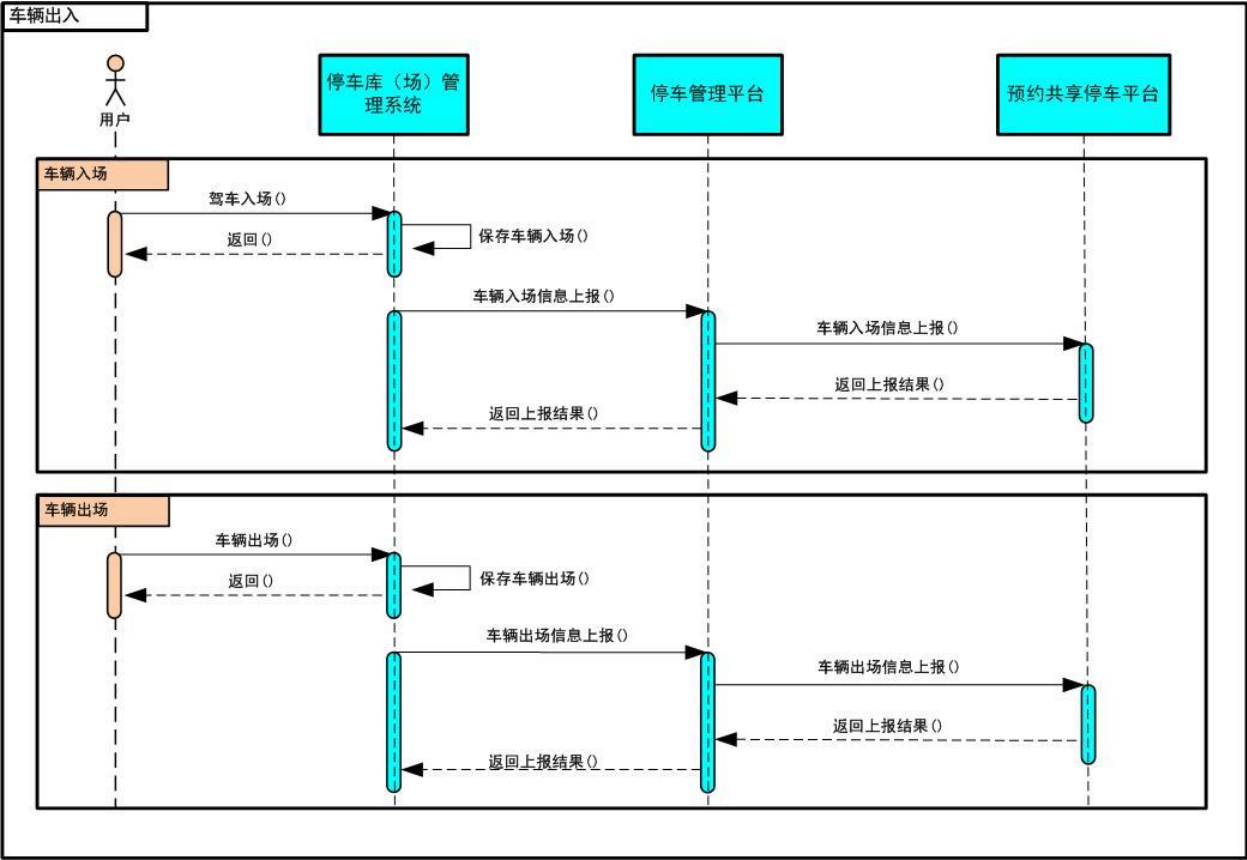 车辆出入
用户
停车库（场）管
理系统
停车管理平台
预约共享停车平台
车辆入场
驾车入场()
保存车辆入场()
返回()
车辆入场信息上报()
车辆入场信息上报()
返回上报结果()
返回上报结果()
车辆出场
车辆出场()
保存车辆出场()
返回()
车辆出场信息上报()
车辆出场信息上报()
返回上报结果()
返回上报结果()